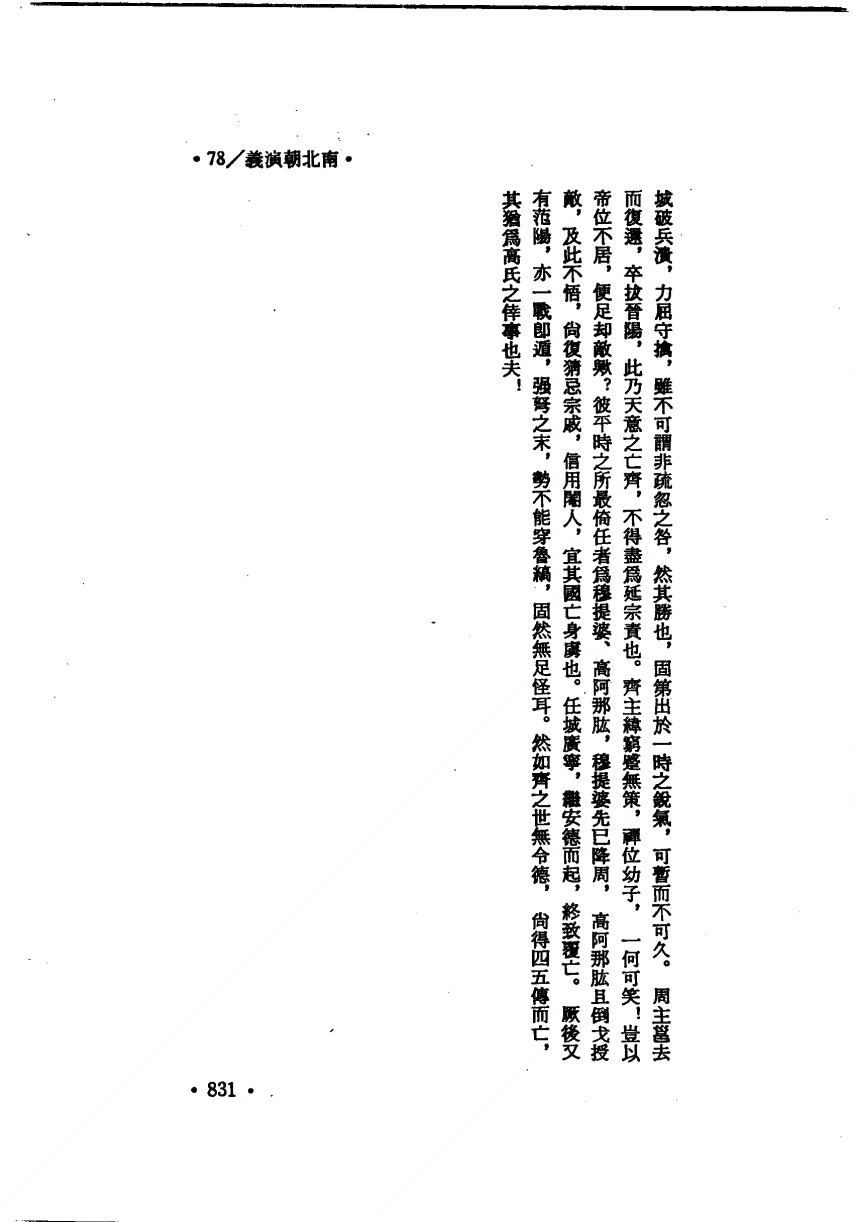 •78/義演朝北南•
城破兵潰，力屈守擒，雖不可謂非疏忽之咎，然其勝也，固第出於一時之銳氣，可暫而不可久。周主邕去
而復還，卒拔晉陽，此乃天意之亡齊，不得盡爲延宗責也。齊主緯窮蹙無策，禪位幼子，一何可笑！豈以
帝位不居，便足却敵歟？彼平時之所最倚任者爲穆提婆、高阿那肱，穆提婆先已降周，高阿那肱且倒戈授
敵，及此不悟，尙復猜忌宗戚，信用閹人，宜其國亡身虜也。任城廣寧，繼安德而起，終致覆亡。厥後又
有范陽，亦一戰卽遁，强弩之末，勢不能穿魯縞，固然無足怪耳。然如齊之世無令德，尙得四五傳而亡，
其猶爲高氏之倖事也夫！
•831•